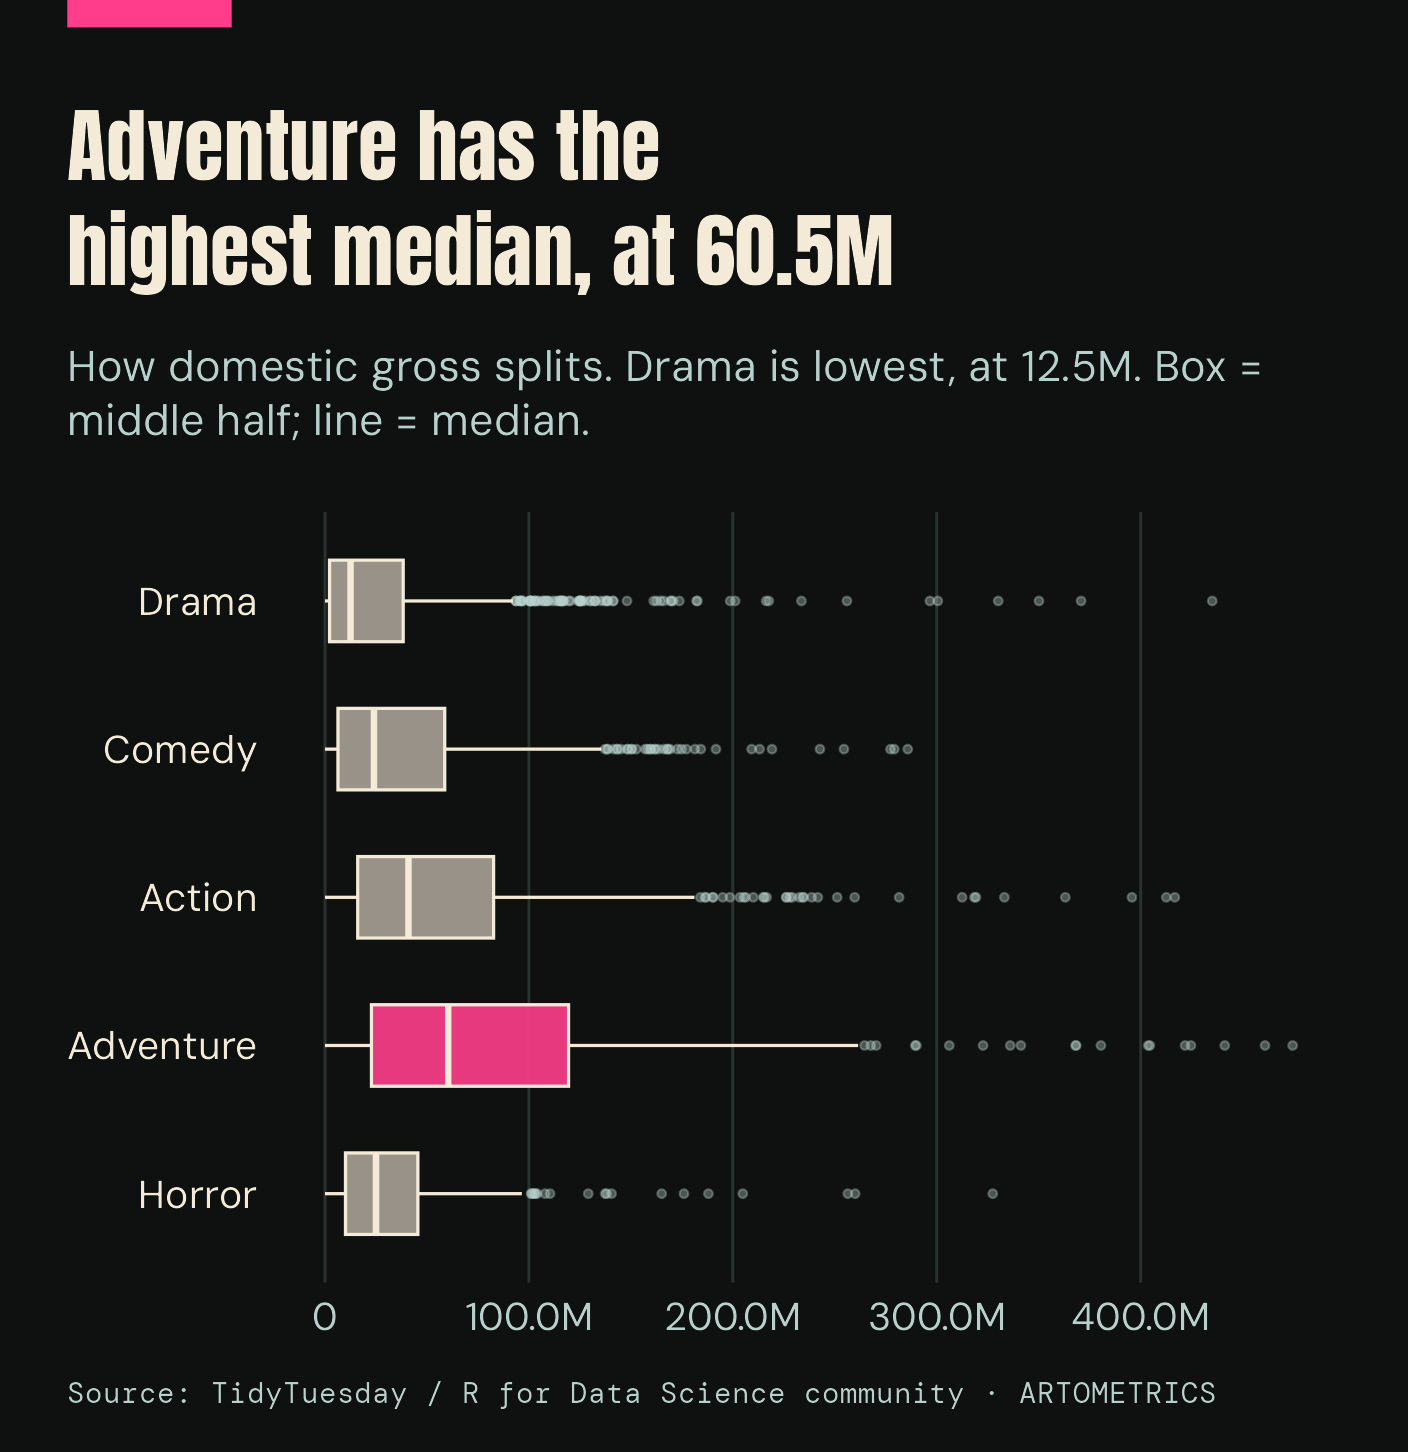 Adventure has the
highest median, at 60.5M
How domestic gross splits. Drama is lowest, at 12.5M. Box =
middle half; line = median.
Drama
Comedy
Action
Adventure
Horror
0 100.0M 200.0M 300.0M 400.0M
Source: TidyTuesday / R for Data Science community · ARTOMETRICS